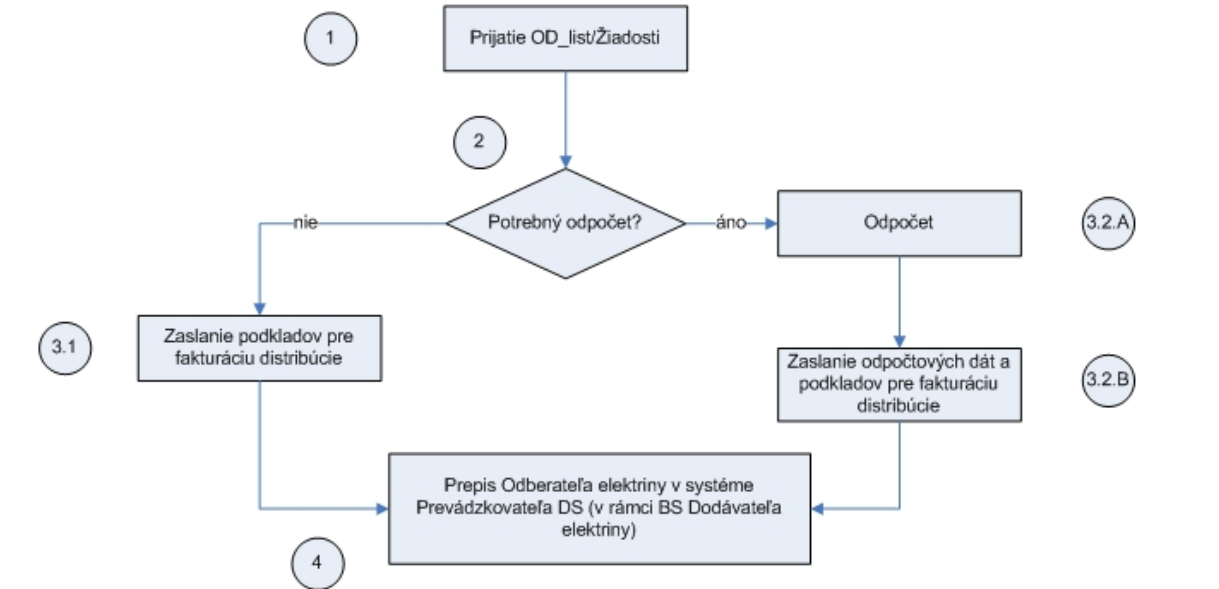 1
Prijatie OD_list/Žiadosti
2
Potrebný odpočet?
nie
áno
Odpočet
3.2.A
3.1
Zaslanie podkladov pre
fakturáciu distribúcie
Zaslanie odpočtových dát a
podkladov pre fakturáciu
distribúcie
3.2.B
Prepis Odberateľa elektriny v systéme
Prevádzkovateľa DS (v rámci BS Dodávateľa
elektriny)
4